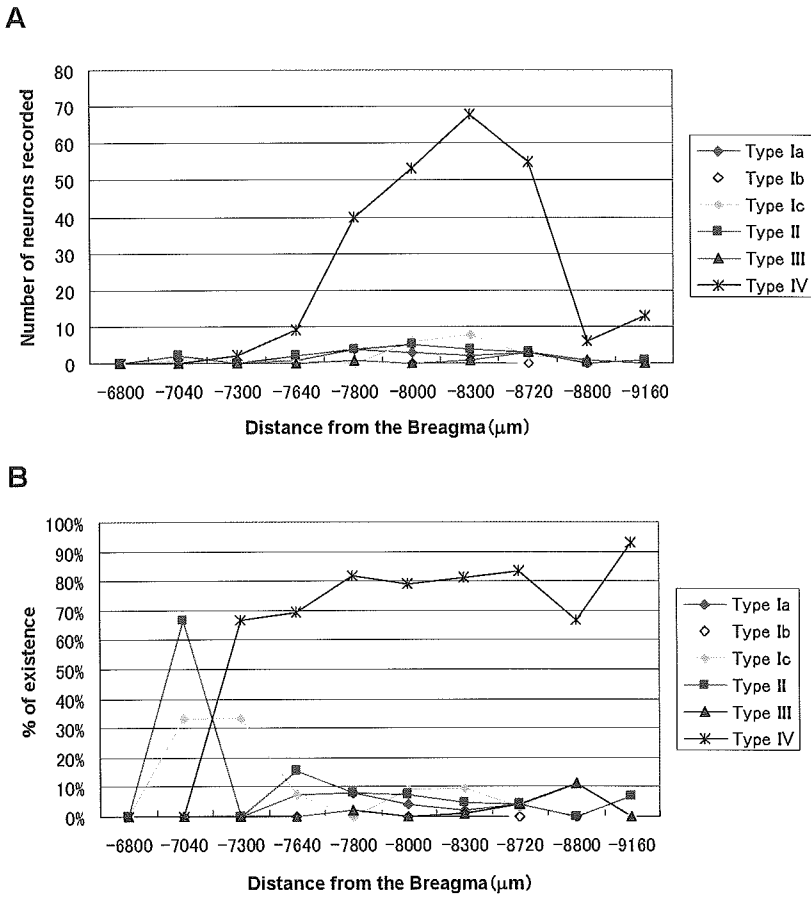 A
80
70
60
50
40
30
20
10
0
Number of neurons recorded
-6800 -7040 -7300 -7640 -7800 -8000 -8300 -8720 -8800 -9160
Distance from the Breagma(μm)
Type Ia
Type Ib
Type Ic
Type II
Type III
Type IV
B
100%
90%
80%
70%
60%
50%
40%
30%
20%
10%
0%
% of existence
-6800 -7040 -7300 -7640 -7800 -8000 -8300 -8720 -8800 -9160
Distance from the Breagma(μm)
Type Ia
Type Ib
Type Ic
Type II
Type III
Type IV